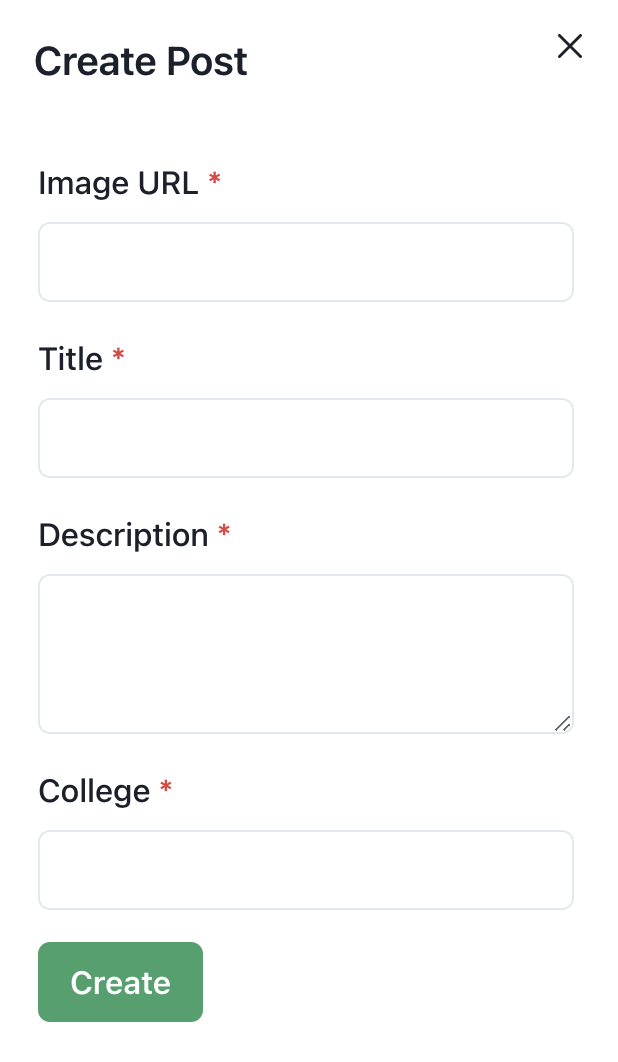 Create Post
Image URL *
Title *
Description *
College *
Create